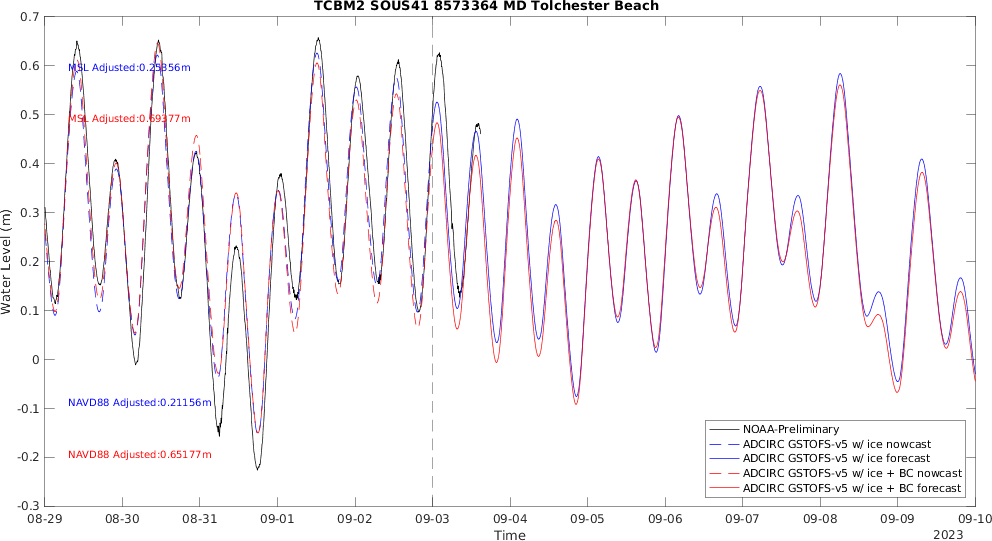 TCBM2 SOUS41 8573364 MD Tolchester Beach
0.7
0.6
0.5
0.4
0.3
0.2
0.1
0
-0.1
-0.2
-0.3
Water Level (m)
MSL Adjusted:0.25356m
MSL Adjusted:0.69377m
NAVD88 Adjusted:0.21156m
NAVD88 Adjusted:0.65177m
NOAA-Preliminary
ADCIRC GSTOFS-v5 w/ ice nowcast
ADCIRC GSTOFS-v5 w/ ice forecast
ADCIRC GSTOFS-v5 w/ ice + BC nowcast
ADCIRC GSTOFS-v5 w/ ice + BC forecast
08-29 08-30 08-31 09-01 09-02 09-03 09-04 09-05 09-06 09-07 09-08 09-09 09-10
Time
2023